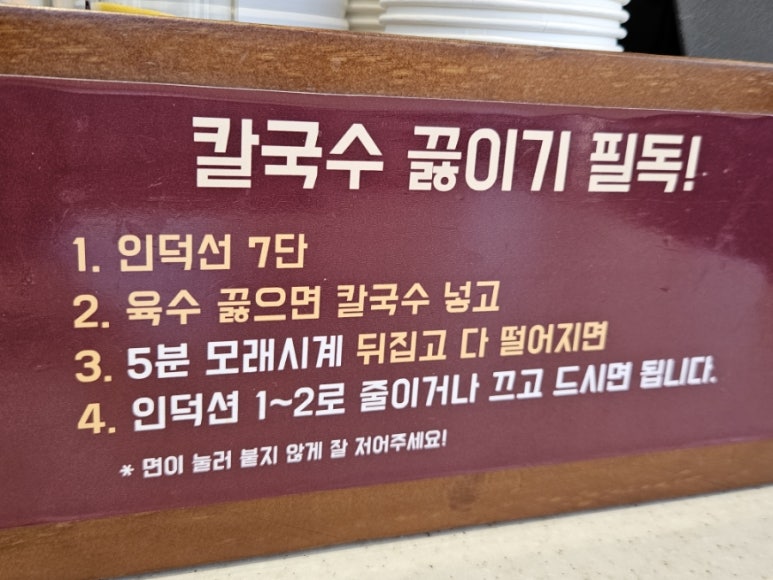 칼국수 끓이기 필독!
1. 인덕션 7단
2. 육수 끓으면 칼국수 넣고
3. 5분 모래시계 뒤집고 다 떨어지면
4. 인덕션 1~2로 줄이거나 끄고 드시면 됩니다.
* 면이 눌러 붙지 않게 잘 저어주세요!